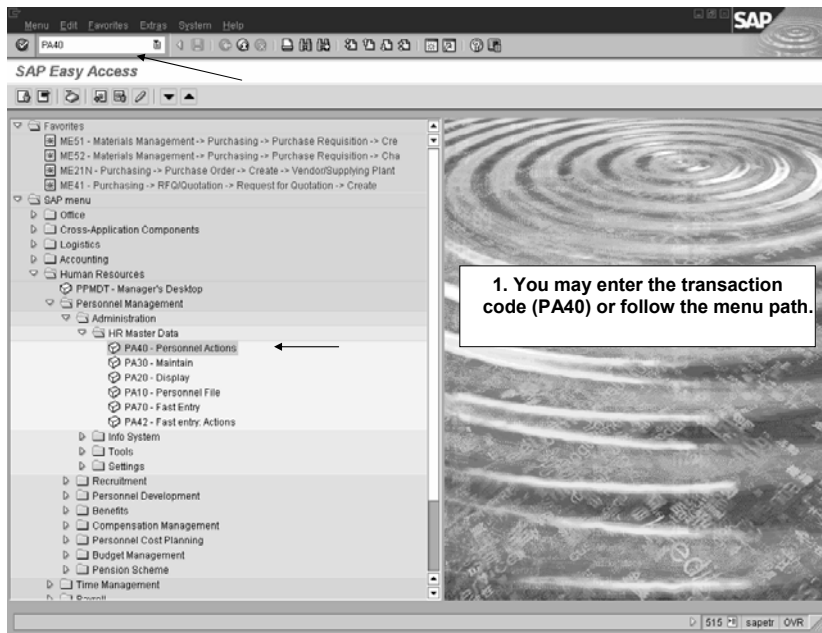 Menu Edit Favorites Extras System Help
SAP
PA40
SAP Easy Access
Favorites
ME51 - Materials Management -> Purchasing -> Purchase Requisition -> Cre
ME52 - Materials Management -> Purchasing -> Purchase Requisition -> Cha
ME21N - Purchasing -> Purchase Order -> Create -> Vendor/Supplying Plant
ME41 - Purchasing -> RFQ/Quotation -> Request for Quotation -> Create
SAP menu
Office
Cross-Application Components
Logistics
Accounting
Human Resources
PPMDT - Manager's Desktop
Personnel Management
Administration
HR Master Data
PA40 - Personnel Actions
PA30 - Maintain
PA20 - Display
PA10 - Personnel File
PA70 - Fast Entry
PA42 - Fast entry: Actions
Info System
Tools
Settings
Recruitment
Personnel Development
Benefits
Compensation Management
Personnel Cost Planning
Budget Management
Pension Scheme
Time Management
Payroll
1. You may enter the transaction
code (PA40) or follow the menu path.
515 sapetr OVR